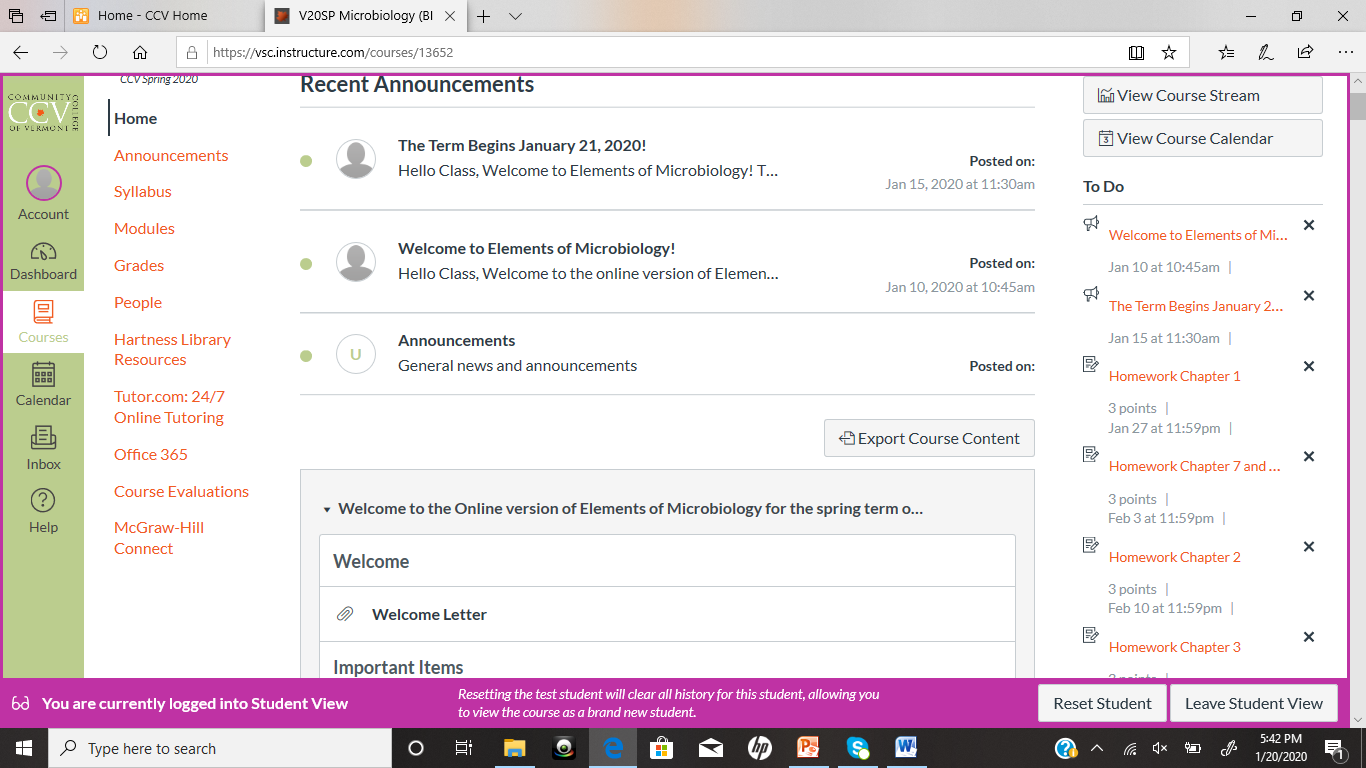 Home - CCV Home
V20SP Microbiology (BI
https://vsc.instructure.com/courses/13652
COMMUNITY
CCV
COLLEGE
OF VERMONT
Account
Dashboard
Courses
Calendar
Inbox
Help
CCV Spring 2020
Home
Announcements
Syllabus
Modules
Grades
People
Hartness Library
Resources
Tutor.com: 24/7
Online Tutoring
Office 365
Course Evaluations
McGraw-Hill
Connect
Recent Announcements
The Term Begins January 21, 2020!
Hello Class, Welcome to Elements of Microbiology! T...
Posted on:
Jan 15, 2020 at 11:30am
Welcome to Elements of Microbiology!
Hello Class, Welcome to the online version of Elemen...
Posted on:
Jan 10, 2020 at 10:45am
U
Announcements
General news and announcements
Posted on:
Export Course Content
Welcome to the Online version of Elements of Microbiology for the spring term o...
Welcome
Welcome Letter
Important Items
View Course Stream
View Course Calendar
To Do
Welcome to Elements of Mi...
Jan 10 at 10:45am |
The Term Begins January 2...
Jan 15 at 11:30am |
Homework Chapter 1
3 points |
Jan 27 at 11:59pm |
Homework Chapter 7 and ...
3 points |
Feb 3 at 11:59pm |
Homework Chapter 2
3 points |
Feb 10 at 11:59pm |
Homework Chapter 3
You are currently logged into Student View
Resetting the test student will clear all history for this student, allowing you
to view the course as a brand new student.
Reset Student
Leave Student View
Type here to search
5:42 PM
1/20/2020
1